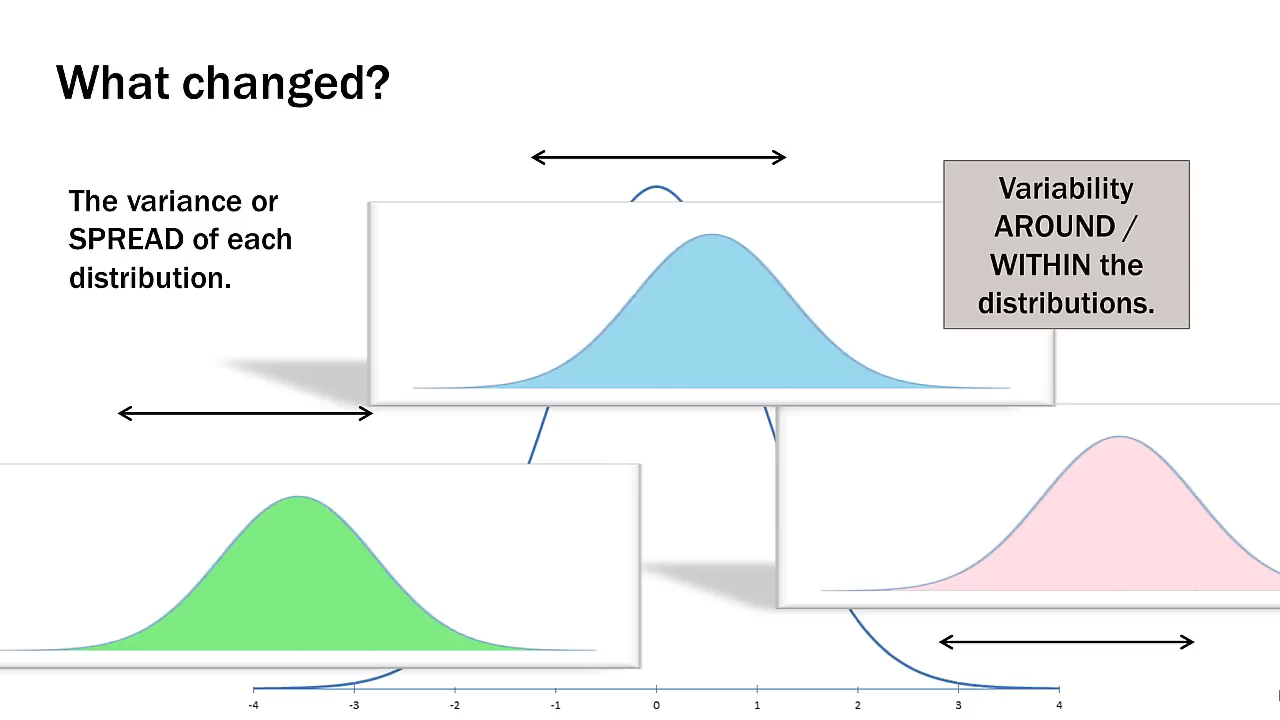 What changed?
The variance or
SPREAD of each
distribution.
Variability
AROUND /
WITHIN the
distributions.
-4 -3 -2 -1 0 1 2 3 4